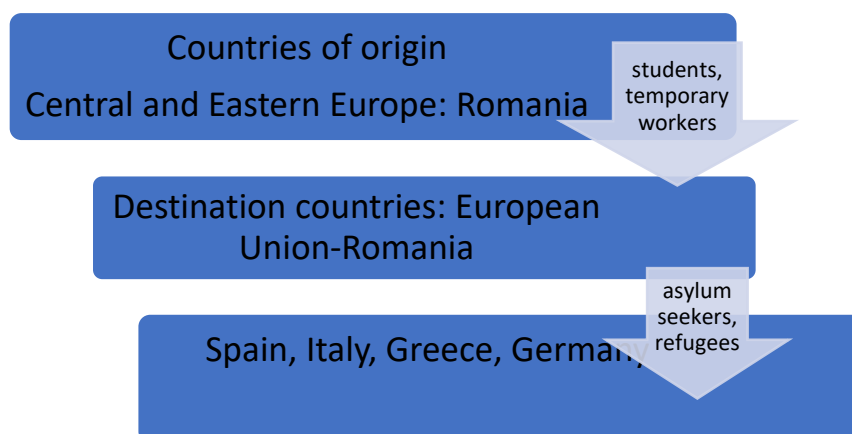 Countries of origin
Central and Eastern Europe: Romania
students,
temporary
workers
Destination countries: European
Union-Romania
asylum
seekers,
refugees
Spain, Italy, Greece, Germany